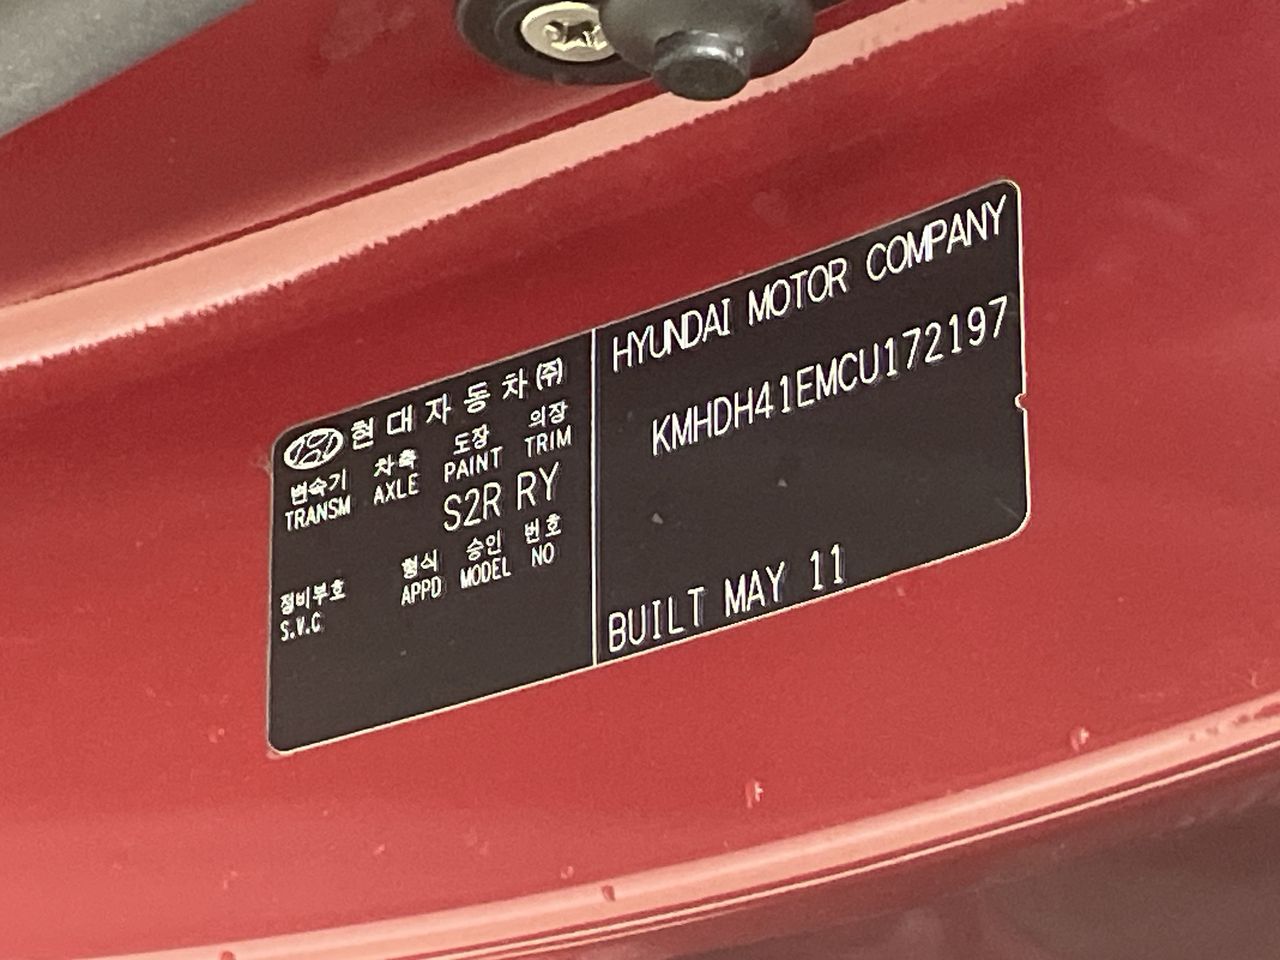 현대자동차(주)
변속기 차축 도장 의장
TRANSM AXLE PAINT TRIM
S2R RY
형식 승인 번호
APPD MODEL NO
정비부호
S.V.C
HYUNDAI MOTOR COMPANY
KMHDH41EMCU172197
BUILT MAY 11